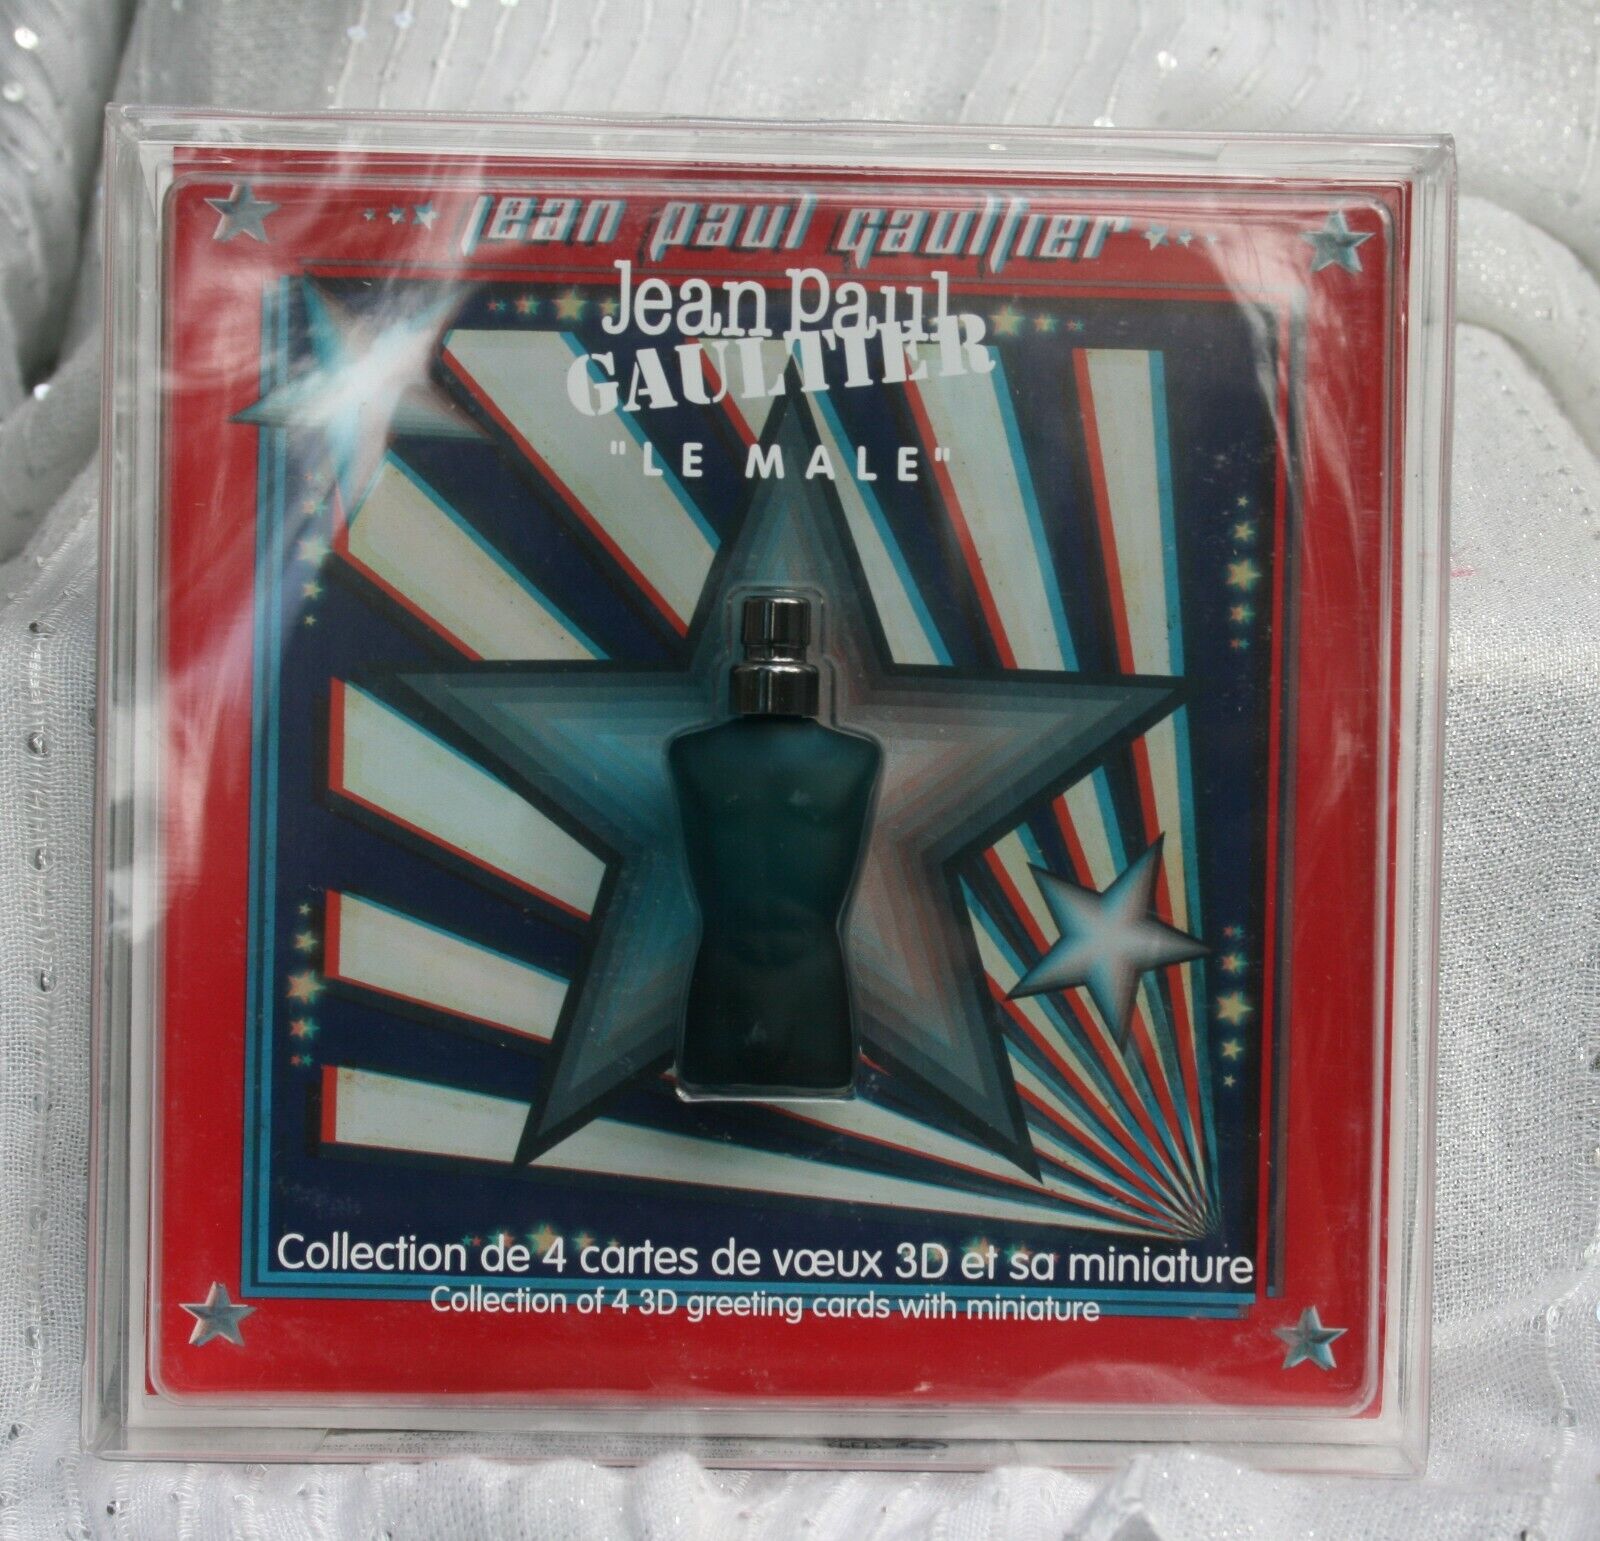 jean paul gaultier
Jean Paul
GAULTIER
"LE MALE"
Collection de 4 cartes de vœux 3D et sa miniature
Collection of 4 3D greeting cards with miniature